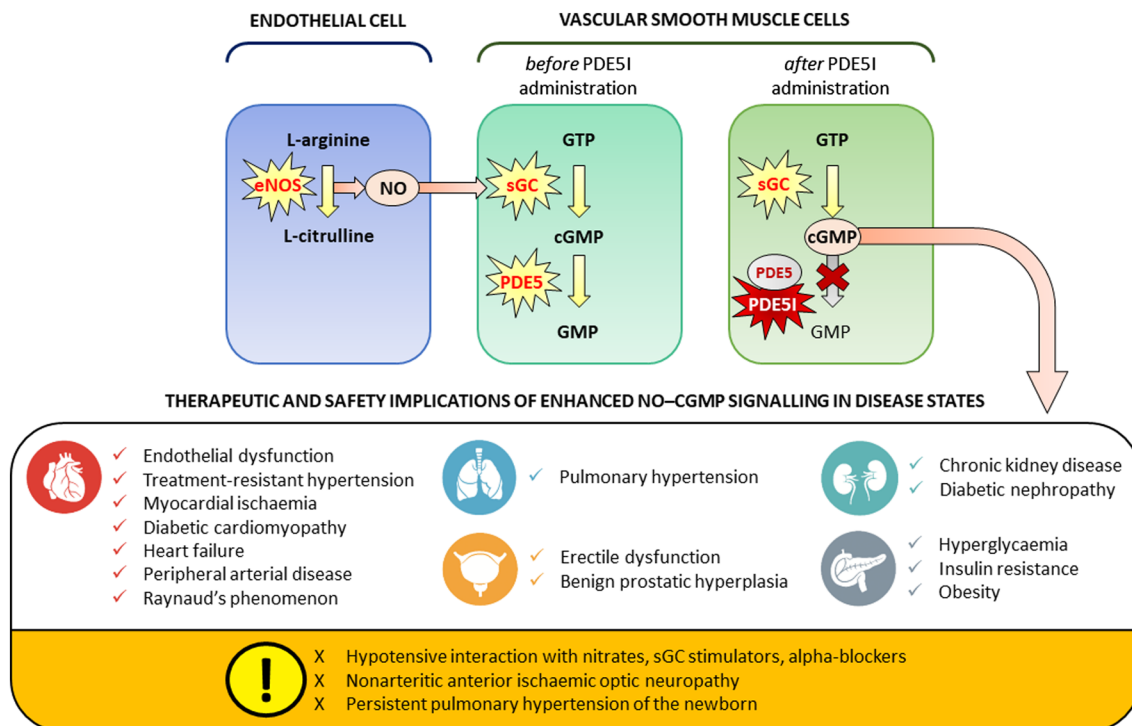 ENDOTHELIAL CELL
VASCULAR SMOOTH MUSCLE CELLS
before PDE5I
administration
after PDE5I
administration
L-arginine
eNOS
NO
L-citrulline
GTP
sGC
cGMP
PDE5
GMP
GTP
sGC
cGMP
PDE5
PDE5I
GMP
THERAPEUTIC AND SAFETY IMPLICATIONS OF ENHANCED NO–CGMP SIGNALLING IN DISEASE STATES
✓ Endothelial dysfunction
✓ Treatment-resistant hypertension
✓ Myocardial ischaemia
✓ Diabetic cardiomyopathy
✓ Heart failure
✓ Peripheral arterial disease
✓ Raynaud's phenomenon
✓ Pulmonary hypertension
✓ Erectile dysfunction
✓ Benign prostatic hyperplasia
✓ Chronic kidney disease
✓ Diabetic nephropathy
✓ Hyperglycaemia
✓ Insulin resistance
✓ Obesity
!
X Hypotensive interaction with nitrates, sGC stimulators, alpha-blockers
X Nonarteritic anterior ischaemic optic neuropathy
X Persistent pulmonary hypertension of the newborn